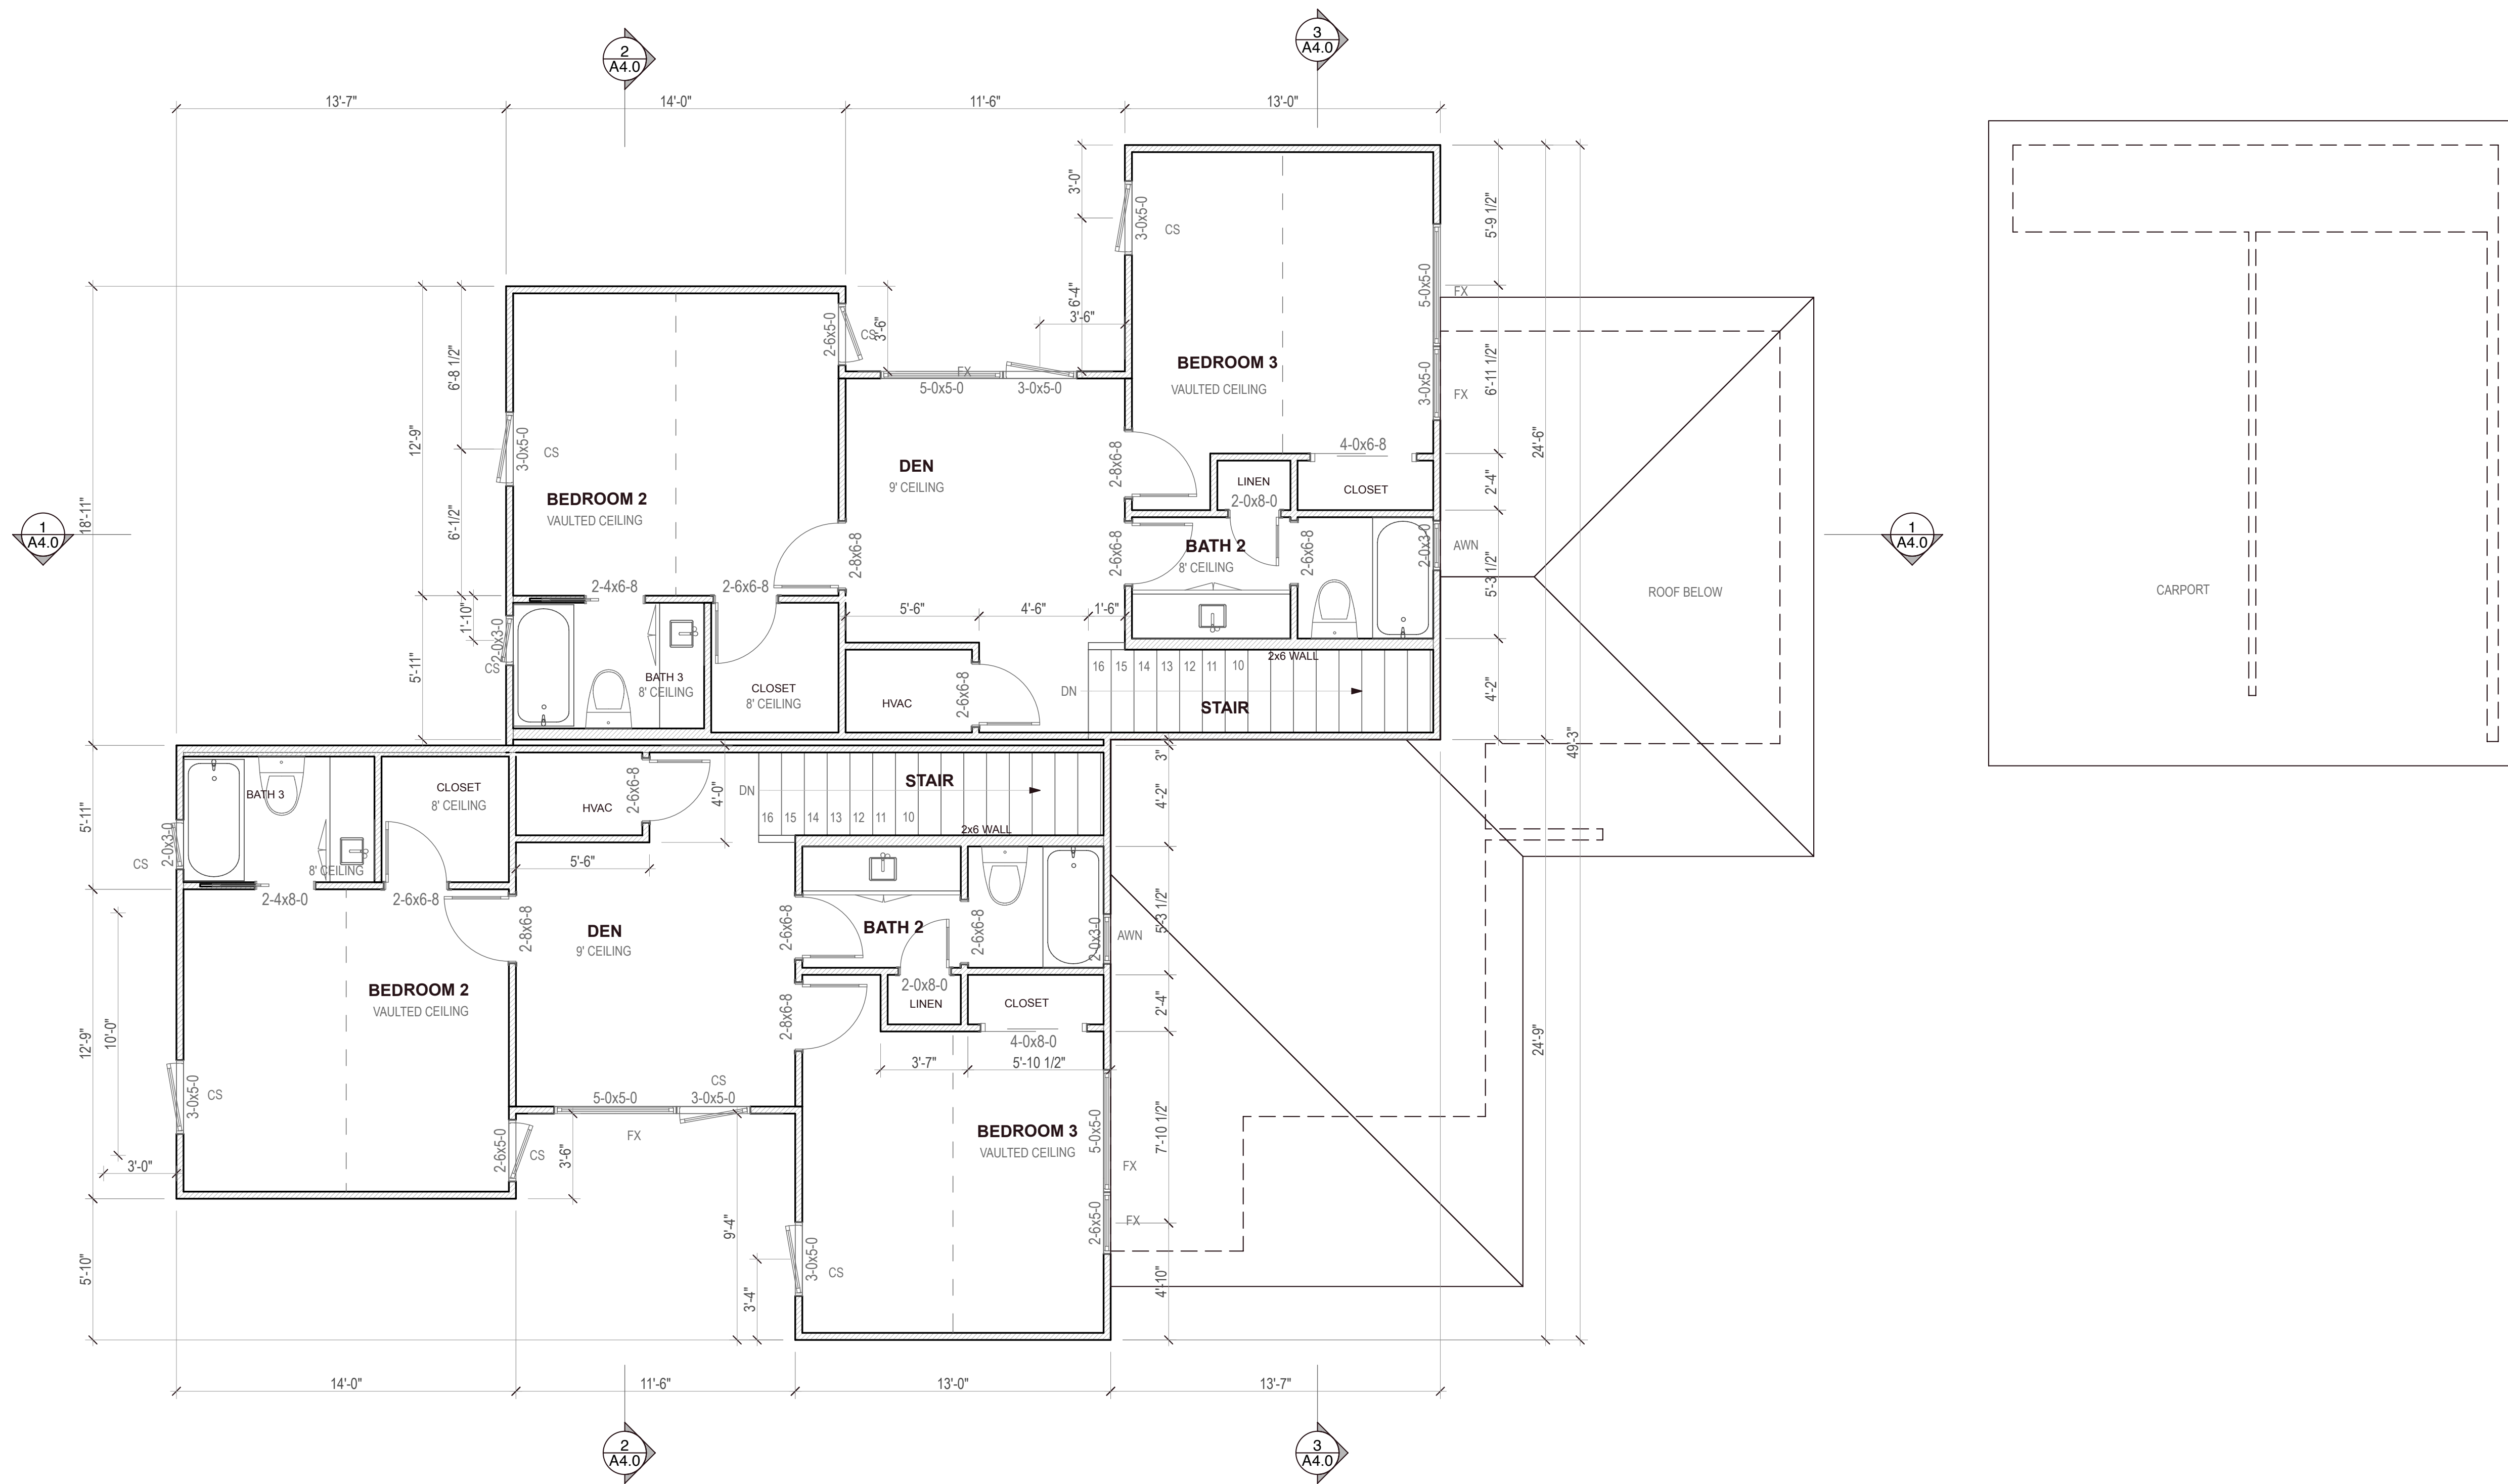 3
A4.0
2
A4.0
13'-7"
14'-0"
11'-6"
13'-0"
3'-0"
3-0x5-0
CS
5'-9 1/2"
5-0x5-0
FX
6'-4"
3'-6"
2-6x5-0
CS
3'-6"
FX
5-0x5-0
3-0x5-0
BEDROOM 3
VAULTED CEILING
3-0x5-0
FX
6'-11 1/2"
6'-8 1/2"
12'-9"
3-0x5-0
CS
24'-6"
4-0x6-8
DEN
9' CEILING
2-8x6-8
LINEN
2-0x8-0
CLOSET
2'-4"
BEDROOM 2
VAULTED CEILING
18'-11"
6'-1/2"
1
A4.0
1
A4.0
2-8x6-8
2-6x6-8
BATH 2
8' CEILING
2-6x6-8
2-0x3-0
AWN
5'-3 1/2"
ROOF BELOW
CARPORT
2-4x6-8
2-6x6-8
5'-6"
4'-6"
1'-6"
1'-10"
2-0x3-0
CS
5'-11"
BATH 3
8' CEILING
CLOSET
8' CEILING
HVAC
2-6x6-8
16 15 14 13 12 11 10
2x6 WALL
DN
STAIR
4'-2"
49'-3"
3"
BATH 3
CLOSET
8' CEILING
HVAC
2-6x6-8
4'-0"
DN
STAIR
16 15 14 13 12 11 10
2x6 WALL
4'-2"
5'-11"
2-0x3-0
CS
8' CEILING
2-4x8-0
2-6x6-8
5'-6"
2-8x6-8
DEN
9' CEILING
2-6x6-8
BATH 2
2-6x6-8
2-0x3-0
AWN
5'-3 1/2"
2-0x8-0
LINEN
CLOSET
2'-4"
BEDROOM 2
VAULTED CEILING
2-8x6-8
4-0x8-0
12'-9"
10'-0"
24'-9"
3'-7"
5'-10 1/2"
3-0x5-0
CS
CS
5-0x5-0
3-0x5-0
FX
2-6x5-0
CS
3'-6"
BEDROOM 3
VAULTED CEILING
5-0x5-0
FX
7'-10 1/2"
3'-0"
9'-4"
2-6x5-0
FX
5'-10"
3-0x5-0
CS
3'-4"
4'-10"
14'-0"
11'-6"
13'-0"
13'-7"
2
A4.0
3
A4.0